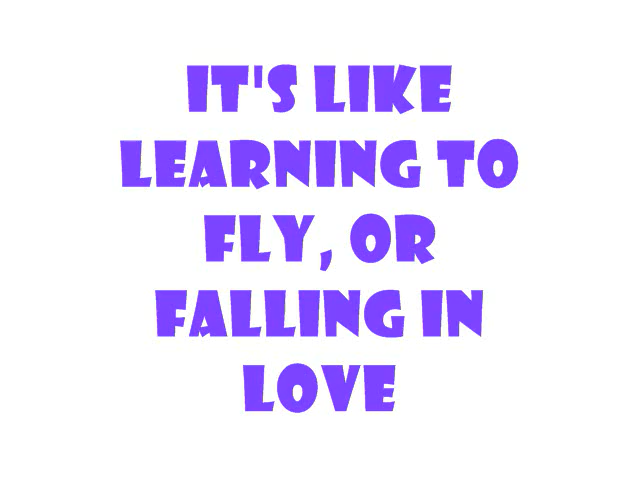 IT'S LIKE
LEARNING TO
FLY, OR
FALLING IN
LOVE